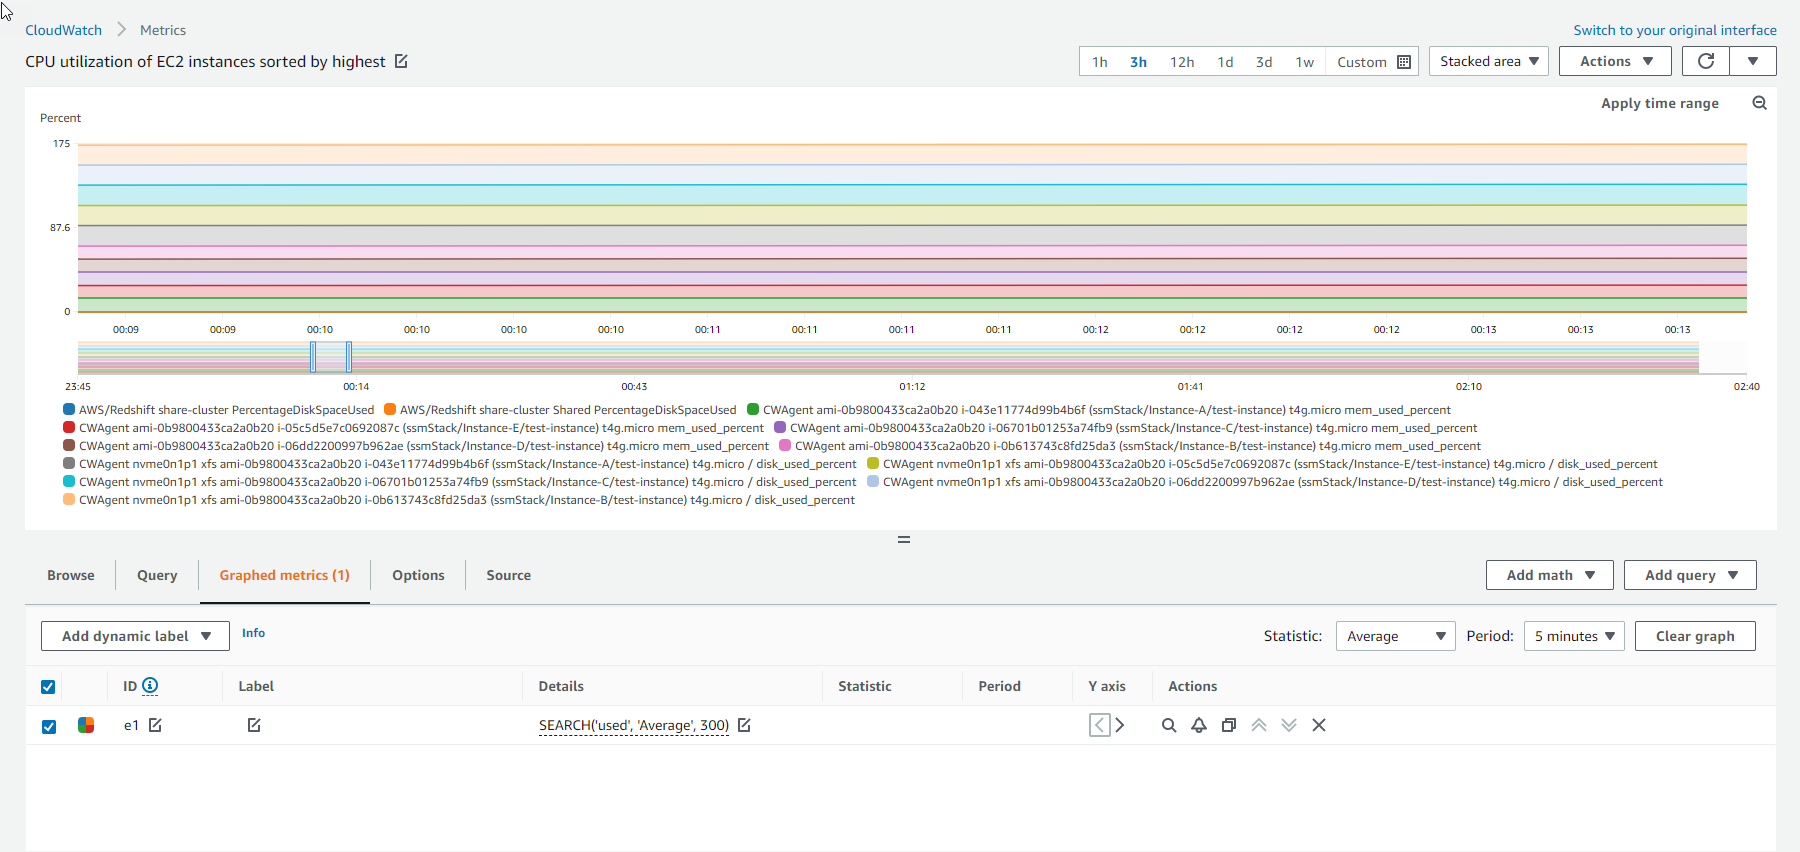 CloudWatch > Metrics
Switch to your original interface
CPU utilization of EC2 instances sorted by highest
1h 3h 12h 1d 3d 1w Custom Stacked area Actions
Apply time range
Percent
175
87.6
0
00:09 00:09 00:10 00:10 00:10 00:10 00:11 00:11 00:11 00:11 00:12 00:12 00:12 00:12 00:13 00:13 00:13
23:45 00:14 00:43 01:12 01:41 02:10 02:40
AWS/Redshift share-cluster PercentageDiskSpaceUsed AWS/Redshift share-cluster Shared PercentageDiskSpaceUsed CWAgent ami-0b9800433ca2a0b20 i-043e11774d99b4b6f (ssmStack/Instance-A/test-instance) t4g.micro mem_used_percent
CWAgent ami-0b9800433ca2a0b20 i-05c5d5e7c0692087c (ssmStack/Instance-E/test-instance) t4g.micro mem_used_percent CWAgent ami-0b9800433ca2a0b20 i-06701b01253a74fb9 (ssmStack/Instance-C/test-instance) t4g.micro mem_used_percent
CWAgent ami-0b9800433ca2a0b20 i-06dd2200997b962ae (ssmStack/Instance-D/test-instance) t4g.micro mem_used_percent CWAgent ami-0b9800433ca2a0b20 i-0b613743c8fd25da3 (ssmStack/Instance-B/test-instance) t4g.micro mem_used_percent
CWAgent nvme0n1p1 xfs ami-0b9800433ca2a0b20 i-043e11774d99b4b6f (ssmStack/Instance-A/test-instance) t4g.micro / disk_used_percent CWAgent nvme0n1p1 xfs ami-0b9800433ca2a0b20 i-05c5d5e7c0692087c (ssmStack/Instance-E/test-instance) t4g.micro / disk_used_percent
CWAgent nvme0n1p1 xfs ami-0b9800433ca2a0b20 i-06701b01253a74fb9 (ssmStack/Instance-C/test-instance) t4g.micro / disk_used_percent CWAgent nvme0n1p1 xfs ami-0b9800433ca2a0b20 i-06dd2200997b962ae (ssmStack/Instance-D/test-instance) t4g.micro / disk_used_percent
CWAgent nvme0n1p1 xfs ami-0b9800433ca2a0b20 i-0b613743c8fd25da3 (ssmStack/Instance-B/test-instance) t4g.micro / disk_used_percent
Browse Query Graphed metrics (1) Options Source Add math Add query
Add dynamic label Info Statistic: Average Period: 5 minutes Clear graph
ID Label Details Statistic Period Y axis Actions
e1 SEARCH('used', 'Average', 300)